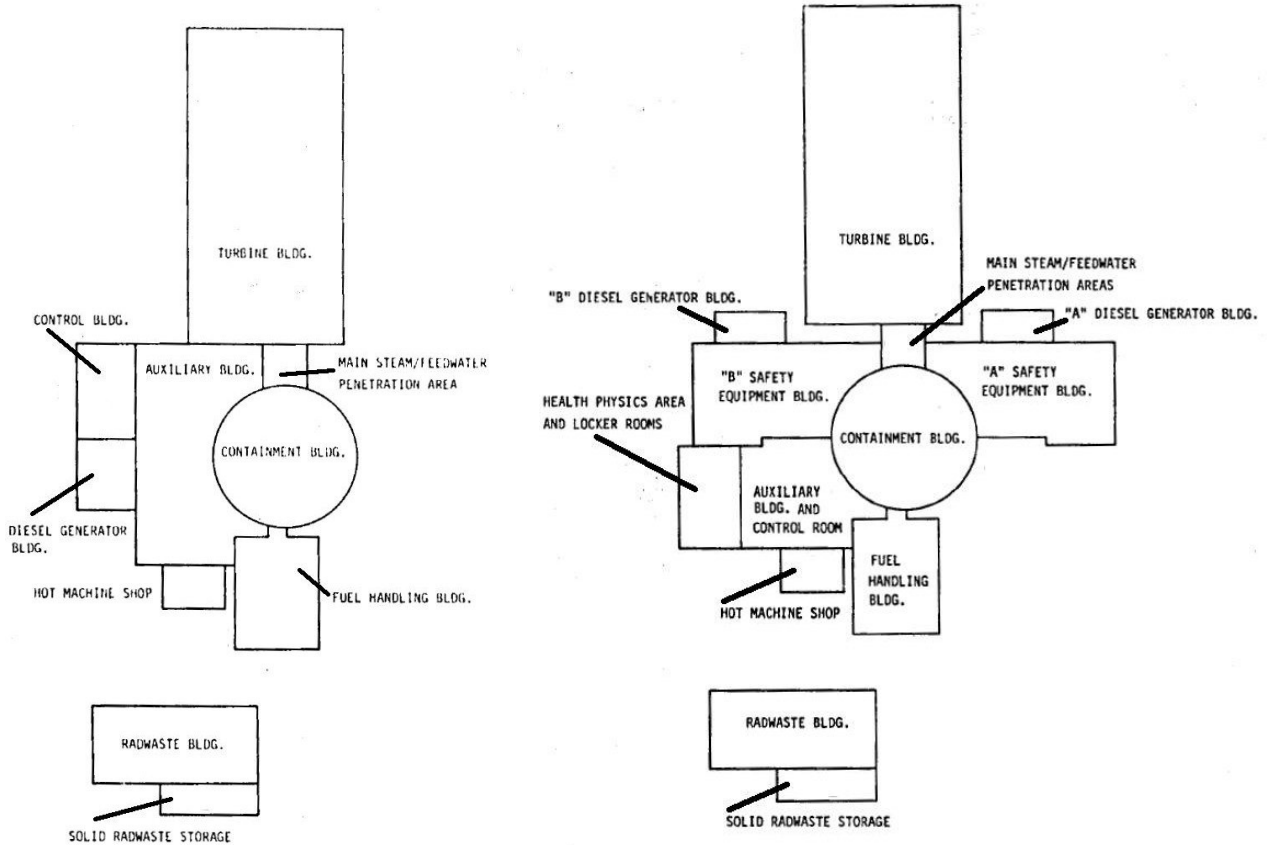 TURBINE BLDG.
CONTROL BLDG.
AUXILIARY BLDG.
MAIN STEAM/FEEDWATER
PENETRATION AREA
CONTAINMENT BLDG.
DIESEL GENERATOR
BLDG.
HOT MACHINE SHOP
FUEL HANDLING BLDG.
RADWASTE BLDG.
SOLID RADWASTE STORAGE
TURBINE BLDG.
MAIN STEAM/FEEDWATER
PENETRATION AREAS
"B" DIESEL GENERATOR BLDG.
"A" DIESEL GENERATOR BLDG.
"B" SAFETY
EQUIPMENT BLDG.
"A" SAFETY
EQUIPMENT BLDG.
HEALTH PHYSICS AREA
AND LOCKER ROOMS
CONTAINMENT BLDG.
AUXILIARY
BLDG. AND
CONTROL ROOM
FUEL
HANDLING
BLDG.
HOT MACHINE SHOP
RADWASTE BLDG.
SOLID RADWASTE STORAGE